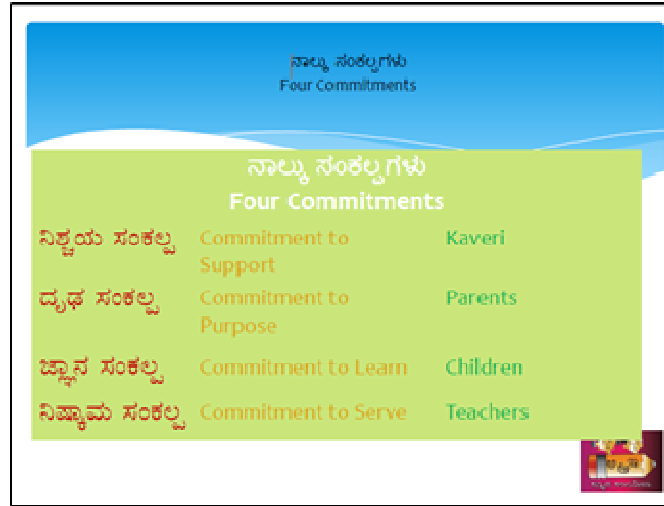 ನಾಲ್ಕು ಸಂಕಲ್ಪಗಳು
Four Commitments
ನಾಲ್ಕು ಸಂಕಲ್ಪಗಳು
Four Commitments
ನಿಶ್ಚಯ ಸಂಕಲ್ಪ Commitment to Support Kaveri
ದೃಢ ಸಂಕಲ್ಪ Commitment to Purpose Parents
ಜ್ಞಾನ ಸಂಕಲ್ಪ Commitment to Learn Children
ನಿಷ್ಕಾಮ ಸಂಕಲ್ಪ Commitment to Serve Teachers